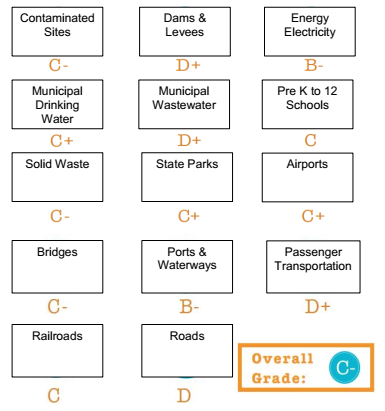 Contaminated
Sites
C-
Dams &
Levees
D+
Energy
Electricity
B-
Municipal
Drinking
Water
C+
Municipal
Wastewater
D+
Pre K to 12
Schools
C
Solid Waste
C-
State Parks
C+
Airports
C+
Bridges
C-
Ports &
Waterways
B-
Passenger
Transportation
D+
Railroads
C
Roads
D
Overall
Grade:
C-